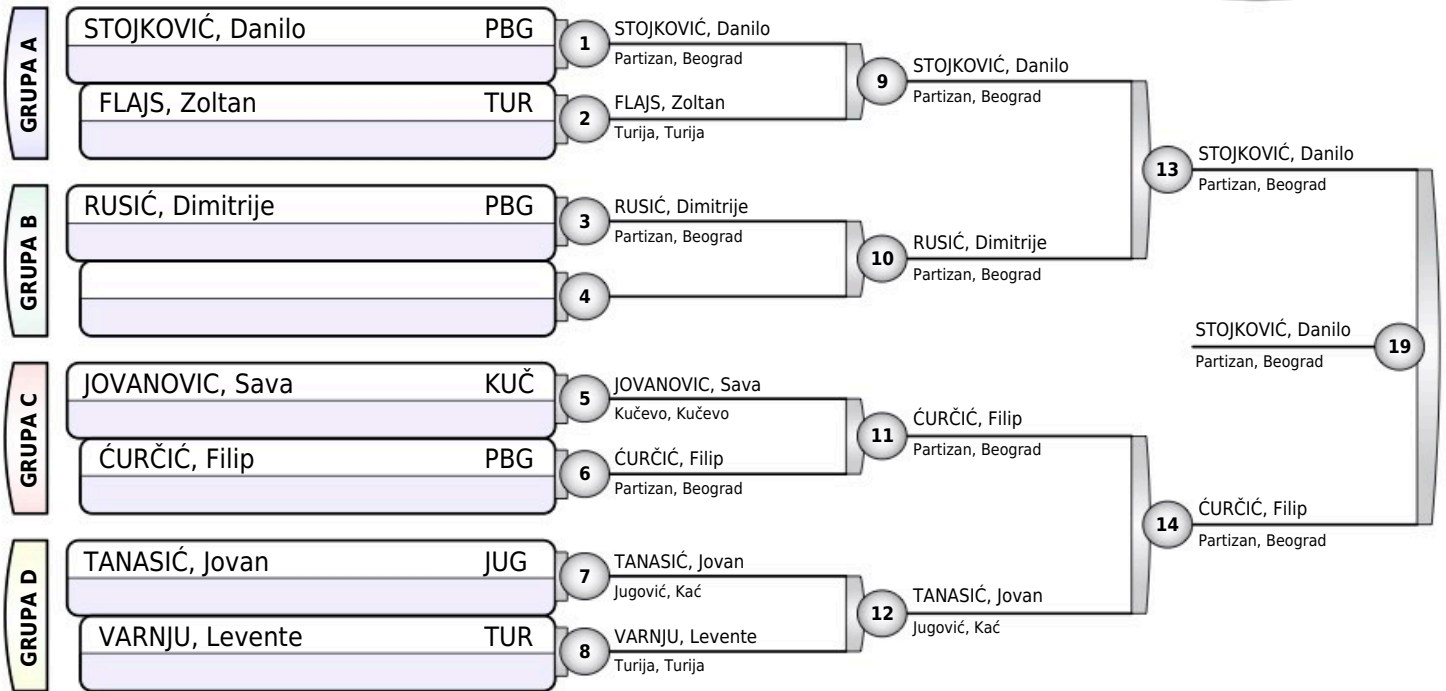 GRUPA A
STOJKOVIĆ, Danilo PBG
FLAJS, Zoltan TUR
1
STOJKOVIĆ, Danilo
Partizan, Beograd
2
FLAJS, Zoltan
Turija, Turija
9
STOJKOVIĆ, Danilo
Partizan, Beograd
GRUPA B
RUSIĆ, Dimitrije PBG
3
RUSIĆ, Dimitrije
Partizan, Beograd
4
10
RUSIĆ, Dimitrije
Partizan, Beograd
13
STOJKOVIĆ, Danilo
Partizan, Beograd
GRUPA C
JOVANOVIC, Sava KUČ
ĆURČIĆ, Filip PBG
5
JOVANOVIC, Sava
Kučevo, Kučevo
6
ĆURČIĆ, Filip
Partizan, Beograd
11
ĆURČIĆ, Filip
Partizan, Beograd
GRUPA D
TANASIĆ, Jovan JUG
VARNJU, Levente TUR
7
TANASIĆ, Jovan
Jugović, Kać
8
VARNJU, Levente
Turija, Turija
12
TANASIĆ, Jovan
Jugović, Kać
14
ĆURČIĆ, Filip
Partizan, Beograd
STOJKOVIĆ, Danilo
Partizan, Beograd
19